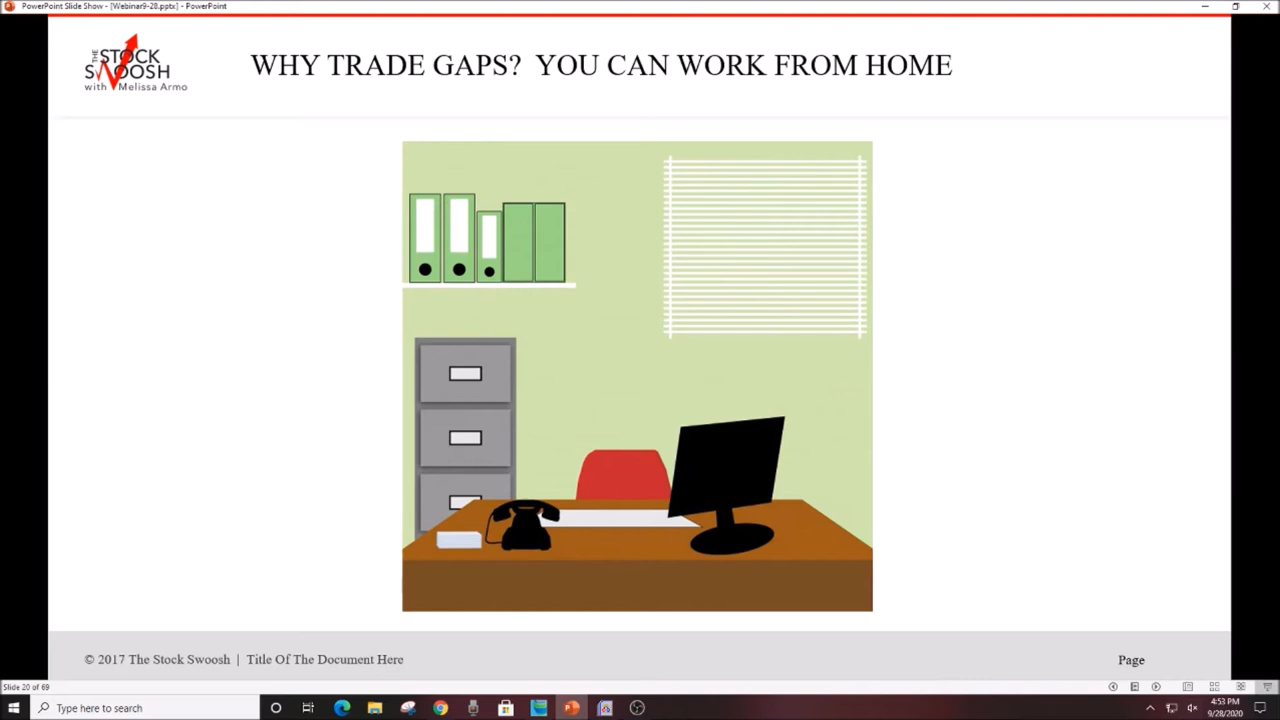 PowerPoint Slide Show - [Webinar9-28.pptx] - PowerPoint
THE STOCK
SWOOSH
with Melissa Armo
WHY TRADE GAPS?  YOU CAN WORK FROM HOME
© 2017 The Stock Swoosh | Title Of The Document Here
Page
Slide 20 of 69
Type here to search
4:53 PM
9/28/2020